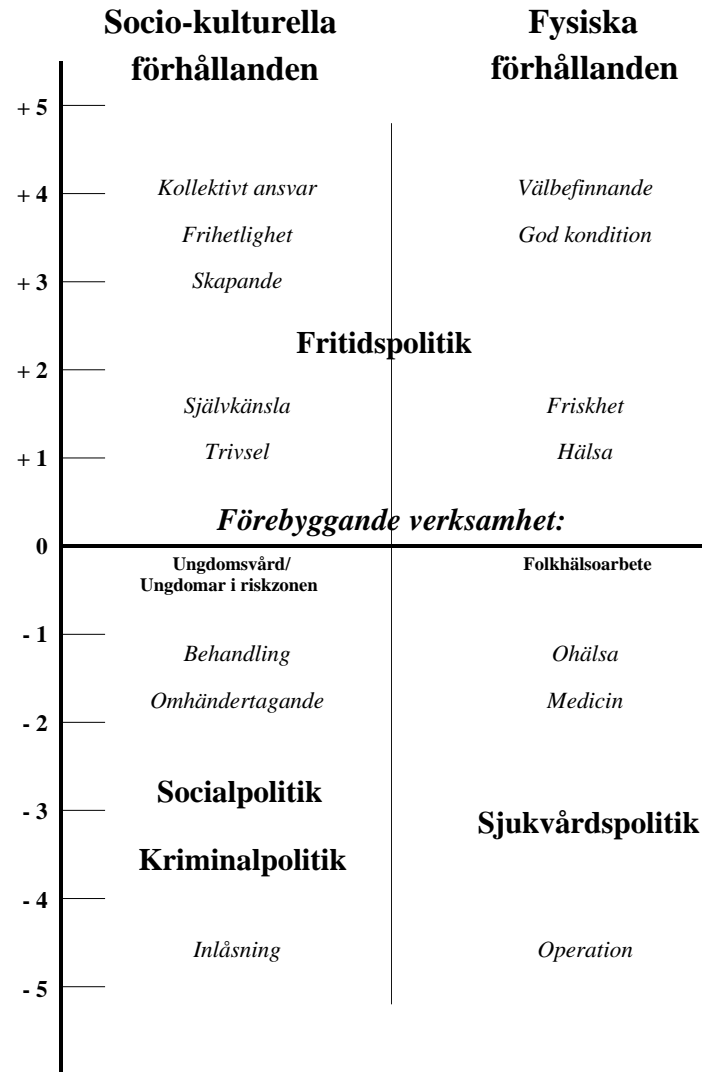 Socio-kulturella
förhållanden
Fysiska
förhållanden
+ 5
+ 4
Kollektivt ansvar
Välbefinnande
Frihetlighet
God kondition
+ 3
Skapande
Fritidspolitik
+ 2
Självkänsla
Friskhet
+ 1
Trivsel
Hälsa
Förebyggande verksamhet:
0
Ungdomsvård/
Ungdomar i riskzonen
Folkhälsoarbete
- 1
Behandling
Ohälsa
Omhändertagande
Medicin
- 2
Socialpolitik
- 3
Sjukvårdspolitik
Kriminalpolitik
- 4
Inlåsning
Operation
- 5